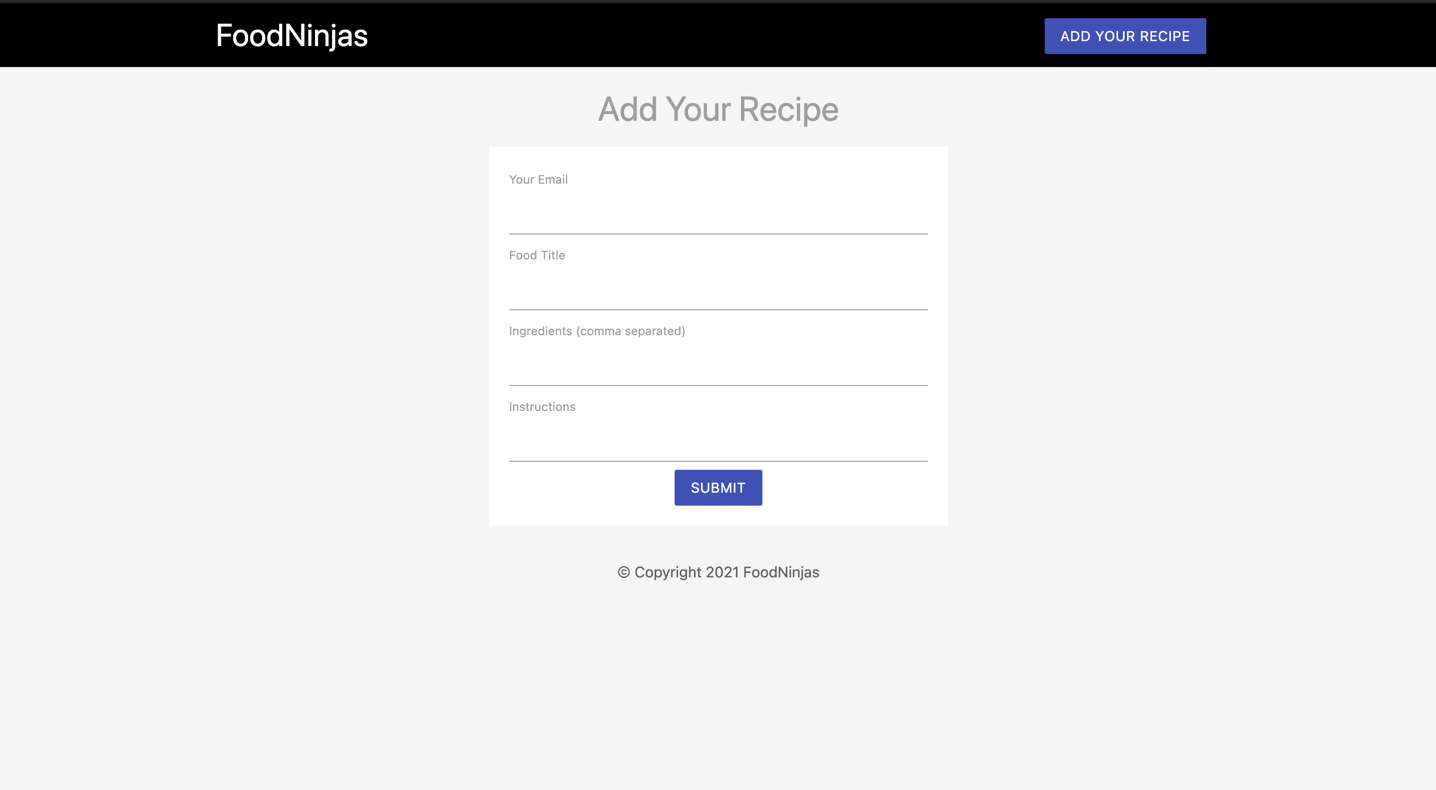 FoodNinjas
ADD YOUR RECIPE
Add Your Recipe
Your Email
Food Title
Ingredients (comma separated)
Instructions
SUBMIT
© Copyright 2021 FoodNinjas